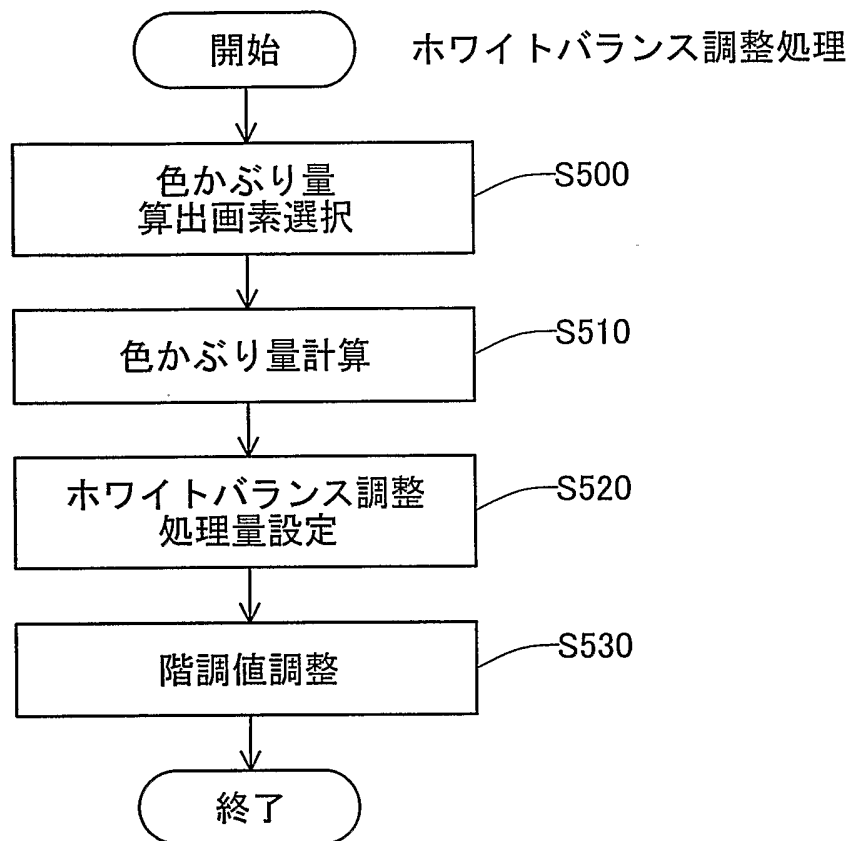 開始
ホワイトバランス調整処理
色かぶり量
算出画素選択
S500
色かぶり量計算
S510
ホワイトバランス調整
処理量設定
S520
階調値調整
S530
終了